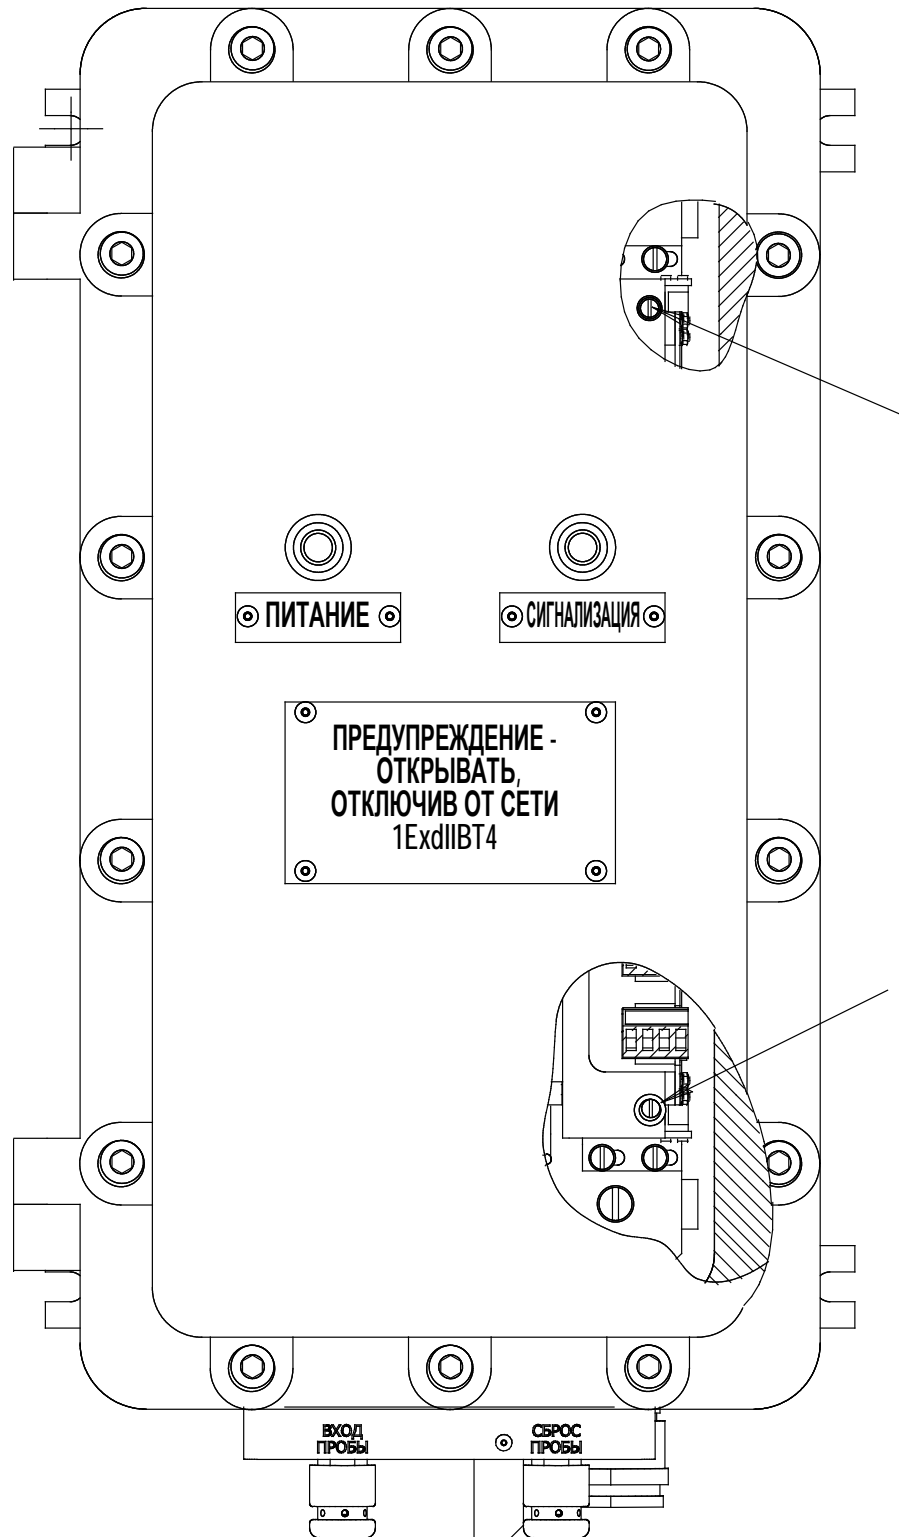 ПИТАНИЕ
СИГНАЛИЗАЦИЯ
ПРЕДУПРЕЖДЕНИЕ -
ОТКРЫВАТЬ,
ОТКЛЮЧИВ ОТ СЕТИ
1ExdIIBT4
ВХОД
ПРОБЫ
СБРОС
ПРОБЫ